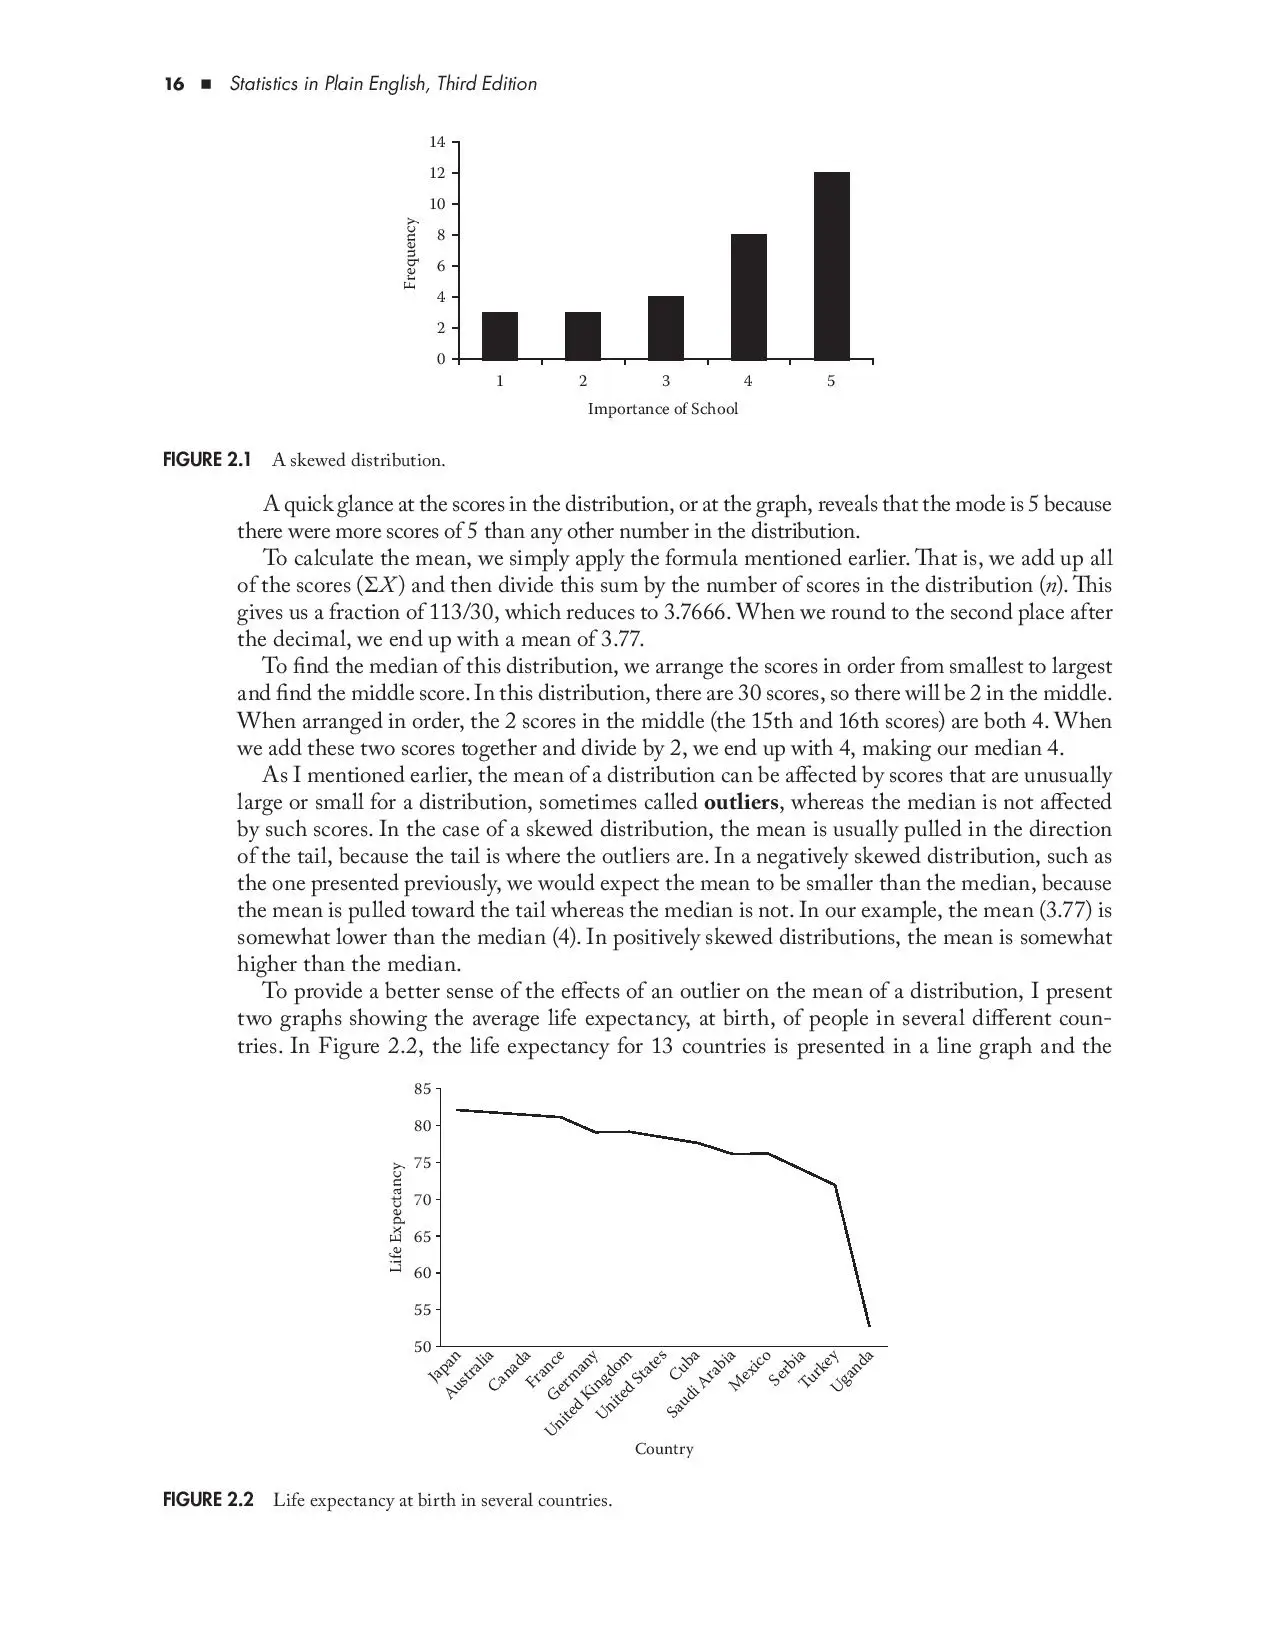 16 ■ Statistics in Plain English, Third Edition
14
12
10
8
6
4
2
0
Frequency
1 2 3 4 5
Importance of School
FIGURE 2.1 A skewed distribution.
A quick glance at the scores in the distribution, or at the graph, reveals that the mode is 5 because
there were more scores of 5 than any other number in the distribution.
To calculate the mean, we simply apply the formula mentioned earlier. That is, we add up all
of the scores (ΣX) and then divide this sum by the number of scores in the distribution (n). This
gives us a fraction of 113/30, which reduces to 3.7666. When we round to the second place after
the decimal, we end up with a mean of 3.77.
To find the median of this distribution, we arrange the scores in order from smallest to largest
and find the middle score. In this distribution, there are 30 scores, so there will be 2 in the middle.
When arranged in order, the 2 scores in the middle (the 15th and 16th scores) are both 4. When
we add these two scores together and divide by 2, we end up with 4, making our median 4.
As I mentioned earlier, the mean of a distribution can be affected by scores that are unusually
large or small for a distribution, sometimes called outliers, whereas the median is not affected
by such scores. In the case of a skewed distribution, the mean is usually pulled in the direction
of the tail, because the tail is where the outliers are. In a negatively skewed distribution, such as
the one presented previously, we would expect the mean to be smaller than the median, because
the mean is pulled toward the tail whereas the median is not. In our example, the mean (3.77) is
somewhat lower than the median (4). In positively skewed distributions, the mean is somewhat
higher than the median.
To provide a better sense of the effects of an outlier on the mean of a distribution, I present
two graphs showing the average life expectancy, at birth, of people in several different coun-
tries. In Figure 2.2, the life expectancy for 13 countries is presented in a line graph and the
85
80
75
70
65
60
55
50
Life Expectancy
Japan
Australia
Canada
France
Germany
United Kingdom
United States
Cuba
Saudi Arabia
Mexico
Serbia
Turkey
Uganda
Country
FIGURE 2.2 Life expectancy at birth in several countries.